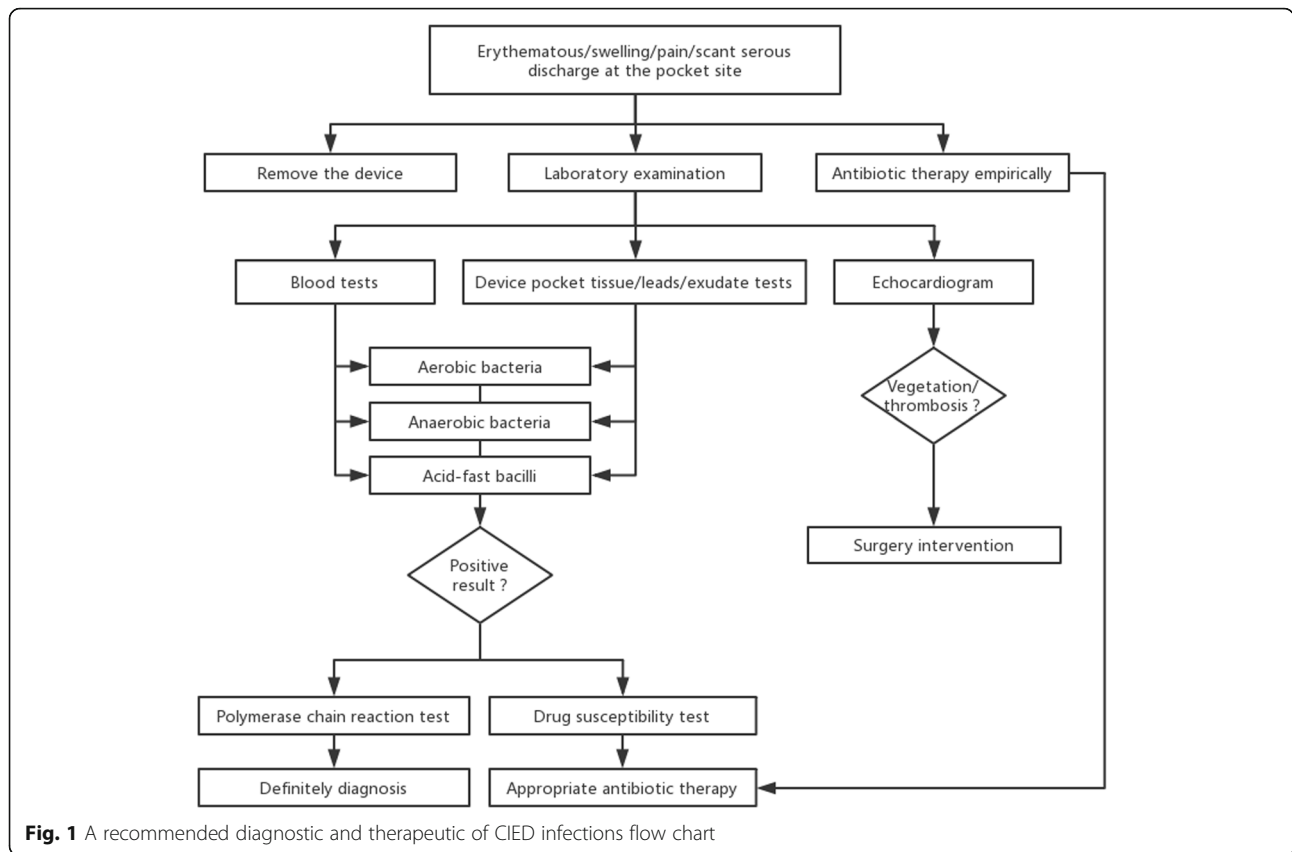 Erythematous/swelling/pain/scant serous
discharge at the pocket site
Remove the device
Laboratory examination
Antibiotic therapy empirically
Blood tests
Device pocket tissue/leads/exudate tests
Echocardiogram
Aerobic bacteria
Anaerobic bacteria
Acid-fast bacilli
Vegetation/
thrombosis ?
Surgery intervention
Positive
result ?
Polymerase chain reaction test
Drug susceptibility test
Definitely diagnosis
Appropriate antibiotic therapy
Fig. 1 A recommended diagnostic and therapeutic of CIED infections flow chart